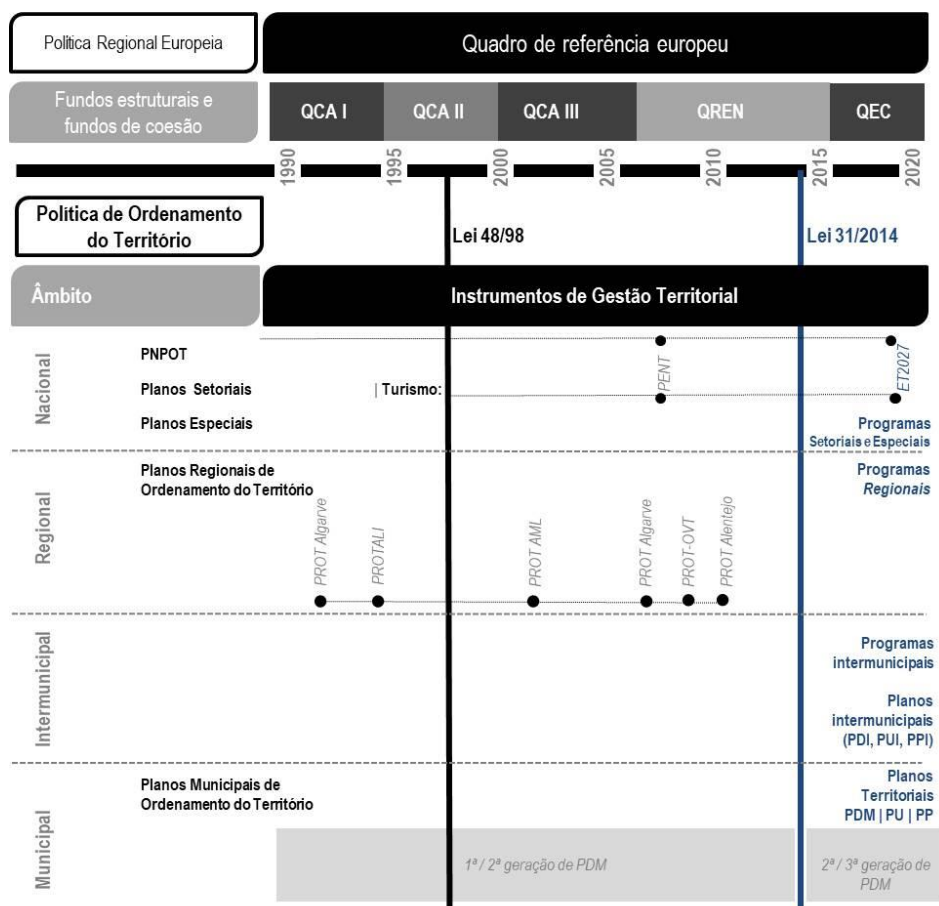 Política Regional Europeia
Quadro de referência europeu
Fundos estruturais e
fundos de coesão
QCA I
QCA II
QCA III
QREN
QEC
1990
1995
2000
2005
2010
2015
2020
Política de Ordenamento
do Território
Lei 48/98
Lei 31/2014
Âmbito
Instrumentos de Gestão Territorial
Nacional
PNPOT
Planos Setoriais
| Turismo:
PENT
ET2027
Planos Especiais
Programas
Setoriais e Especiais
Regional
Planos Regionais de
Ordenamento do Território
Programas
Regionais
PROT Algarve
PROTALI
PROT AML
PROT Algarve
PROT-OVT
PROT Alentejo
Intermunicipal
Programas
intermunicipais
Planos
intermunicipais
(PDI, PUI, PPI)
Municipal
Planos Municipais de
Ordenamento do Território
Planos
Territoriais
PDM | PU | PP
1ª / 2ª geração de PDM
2ª / 3ª geração de
PDM